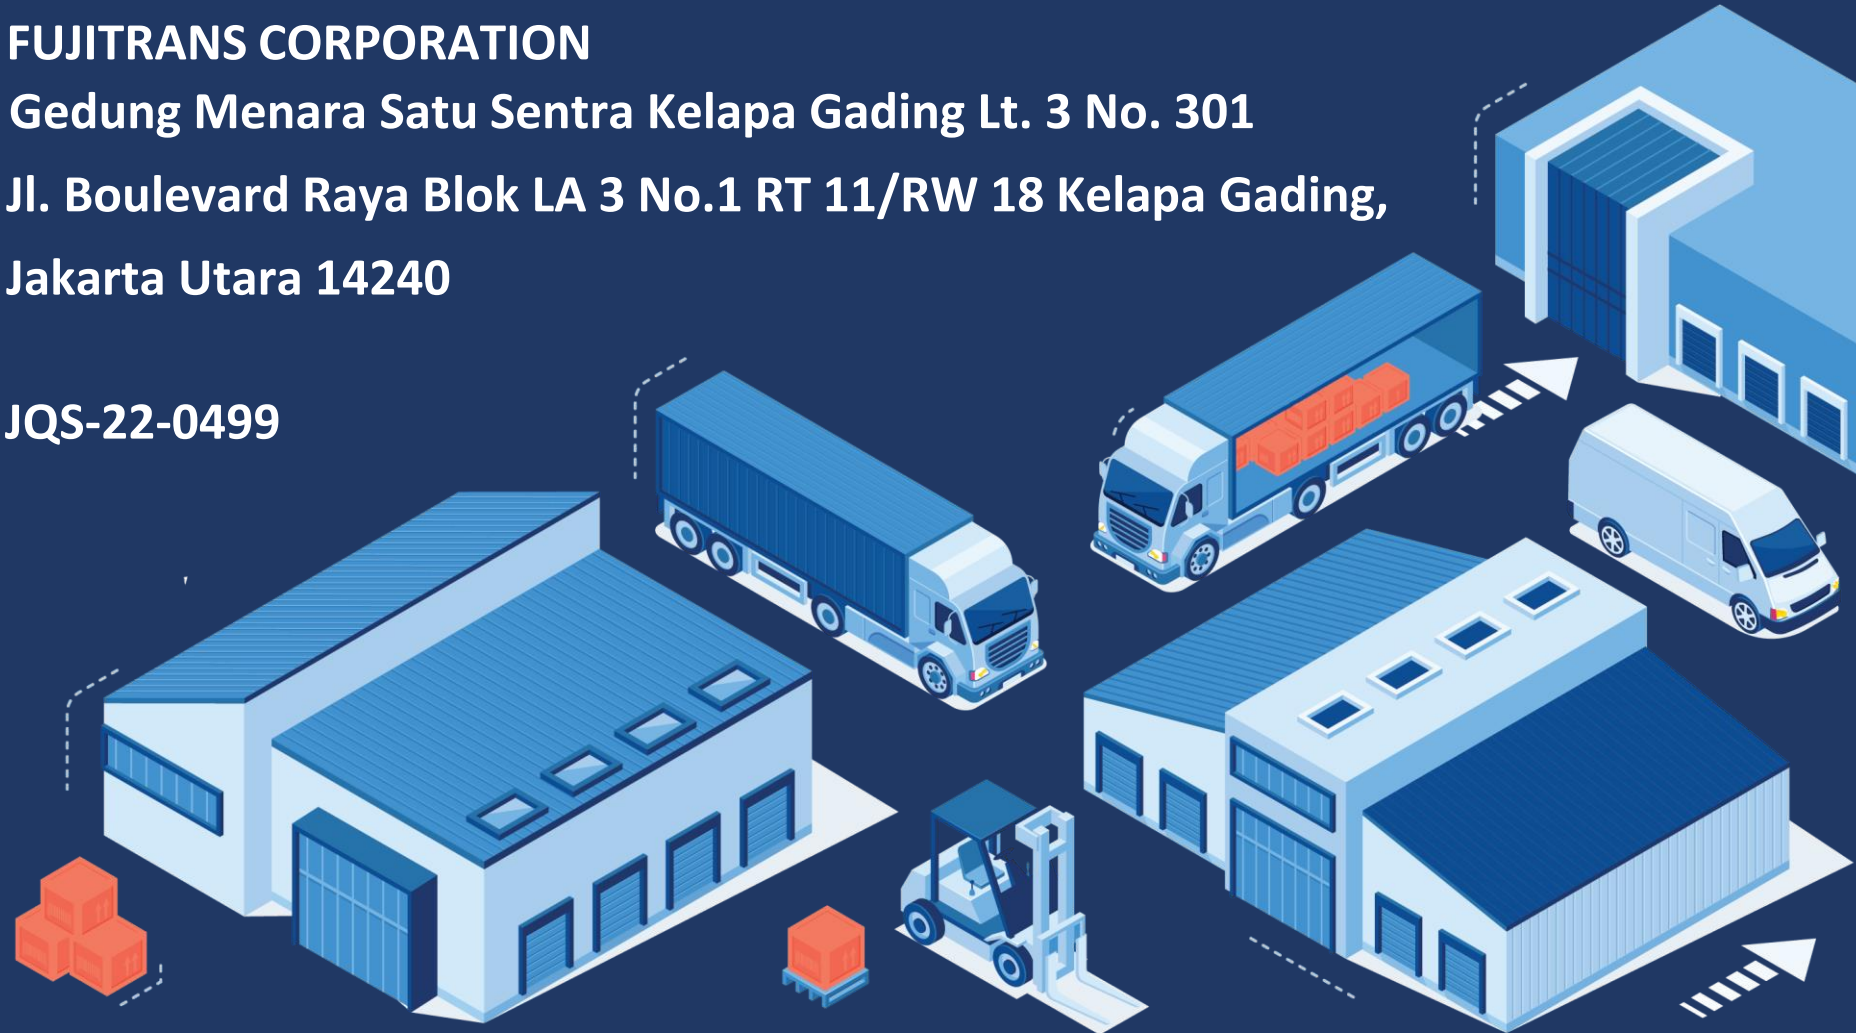 FUJITRANS CORPORATION
Gedung Menara Satu Sentra Kelapa Gading Lt. 3 No. 301
Jl. Boulevard Raya Blok LA 3 No.1 RT 11/RW 18 Kelapa Gading,
Jakarta Utara 14240
JQS-22-0499